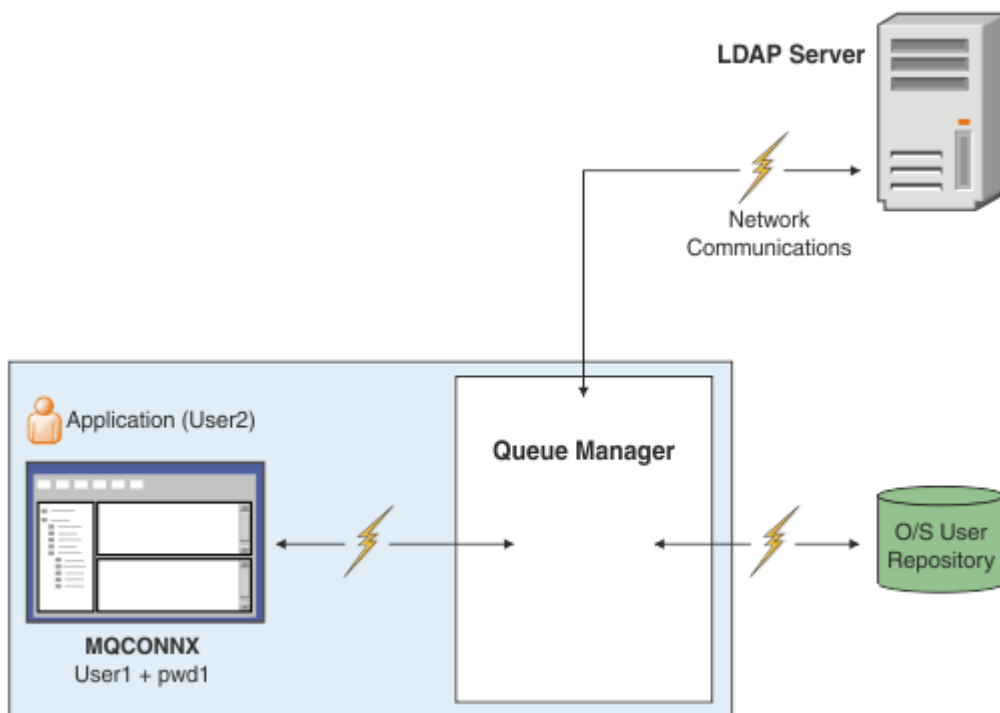 LDAP Server
Network
Communications
Application (User2)
Queue Manager
O/S User
Repository
MQCONNX
User1 + pwd1